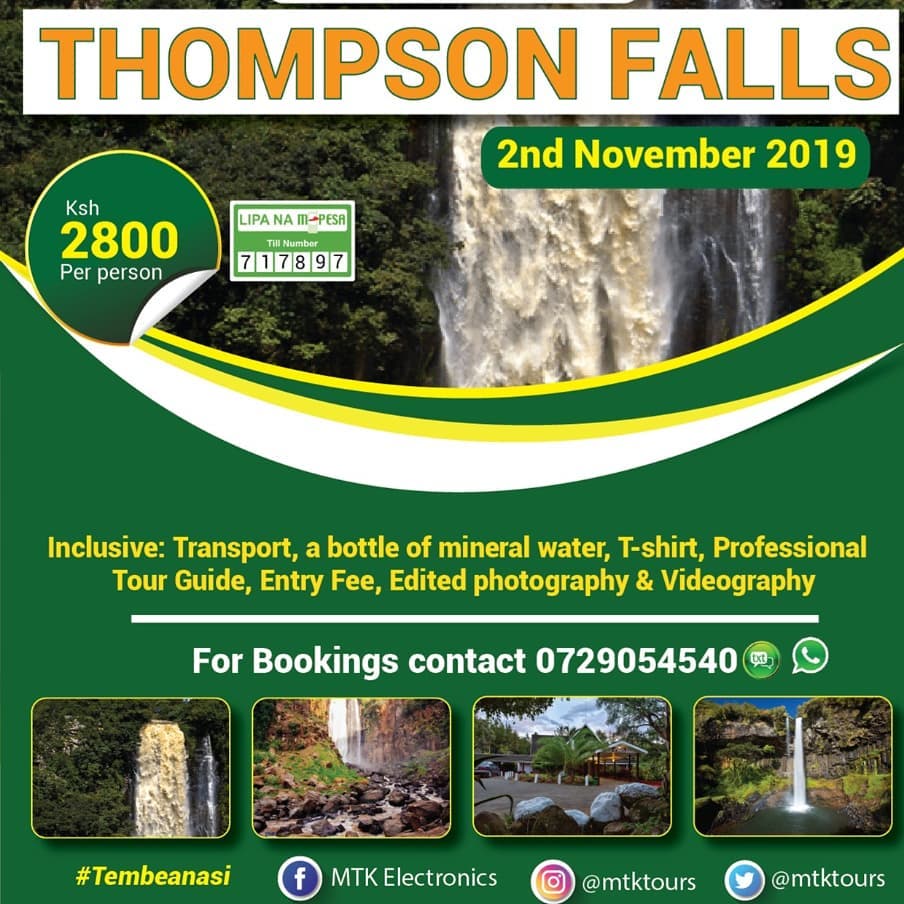 THOMPSON FALLS
2nd November 2019
Ksh
2800
Per person
LIPA NA M-PESA
Till Number
717897
Inclusive: Transport, a bottle of mineral water, T-shirt, Professional
Tour Guide, Entry Fee, Edited photography & Videography
For Bookings contact 0729054540
txt
#Tembeanasi
f MTK Electronics
@mtktours
@mtktours